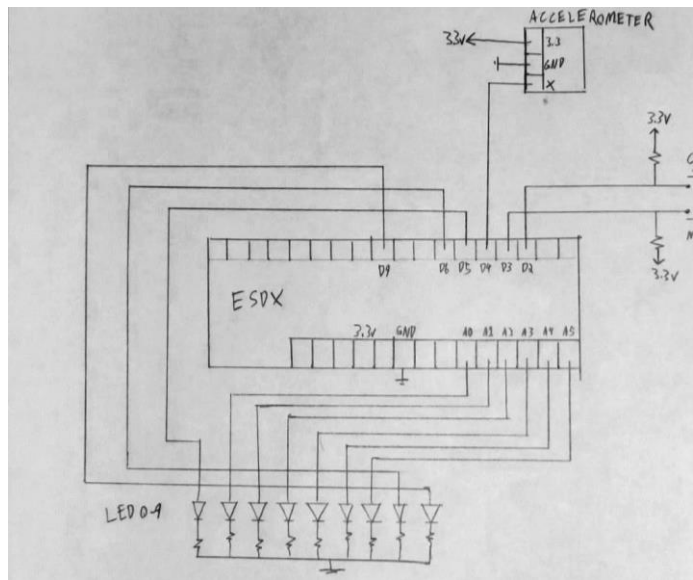 ACCELEROMETER
3.3V
3.3
GND
X
3.3V
D9 D6 D5 D4 D3 D2
3.3V
ESDX
3.3V GND A0 A1 A2 A3 A4 A5
LED 0-9